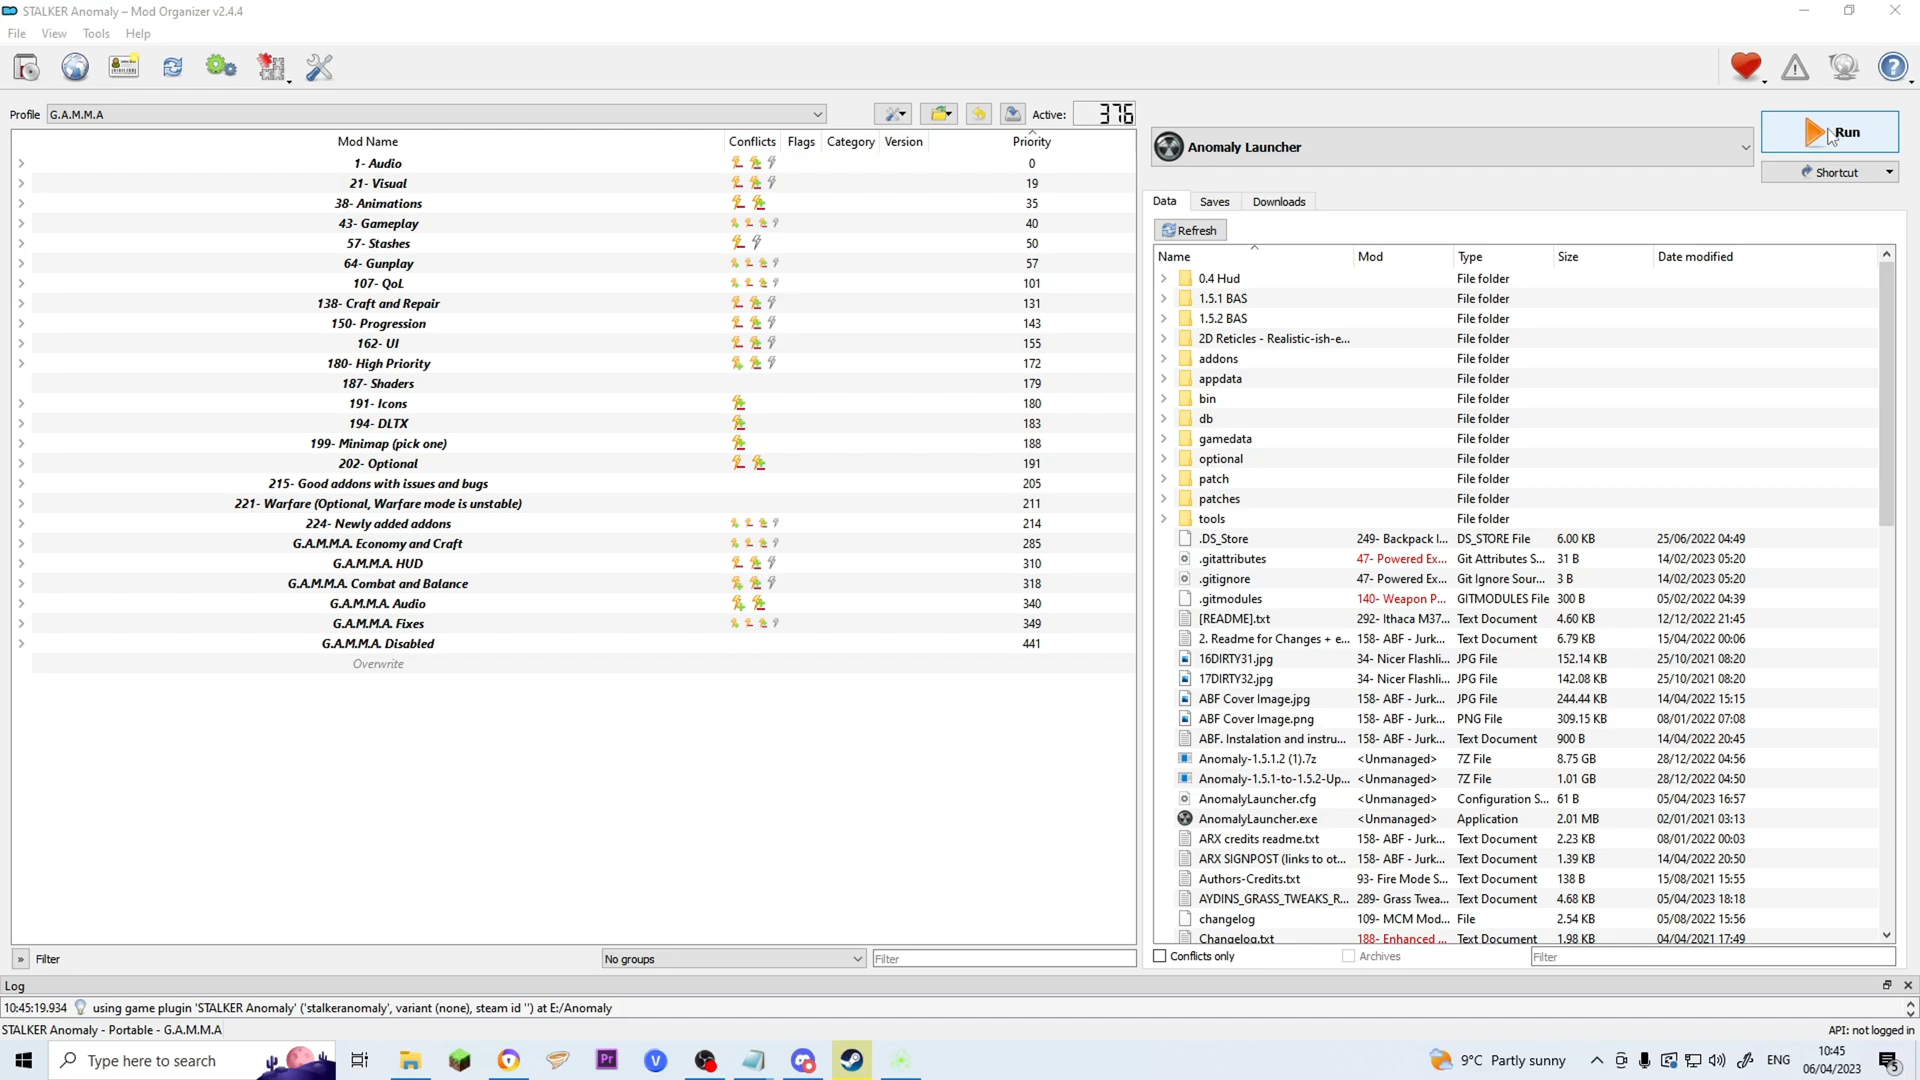 STALKER Anomaly – Mod Organizer v2.4.4
File View Tools Help
Profile G.A.M.M.A Active: 376
Mod Name Conflicts Flags Category Version Priority
1- Audio 0
21- Visual 19
38- Animations 35
43- Gameplay 40
57- Stashes 50
64- Gunplay 57
107- QoL 101
138- Craft and Repair 131
150- Progression 143
162- UI 155
180- High Priority 172
187- Shaders 179
191- Icons 180
194- DLTX 183
199- Minimap (pick one) 188
202- Optional 191
215- Good addons with issues and bugs 205
221- Warfare (Optional, Warfare mode is unstable) 211
224- Newly added addons 214
G.A.M.M.A. Economy and Craft 285
G.A.M.M.A. HUD 310
G.A.M.M.A. Combat and Balance 318
G.A.M.M.A. Audio 340
G.A.M.M.A. Fixes 349
G.A.M.M.A. Disabled 441
Overwrite
» Filter No groups Filter
Anomaly Launcher
Run
Shortcut
Data Saves Downloads
Refresh
Name Mod Type Size Date modified
0.4 Hud File folder
1.5.1 BAS File folder
1.5.2 BAS File folder
2D Reticles - Realistic-ish-e... File folder
addons File folder
appdata File folder
bin File folder
db File folder
gamedata File folder
optional File folder
patch File folder
patches File folder
tools File folder
.DS_Store 249- Backpack I... DS_STORE File 6.00 KB 25/06/2022 04:49
.gitattributes 47- Powered Ex... Git Attributes S... 31 B 14/02/2023 05:20
.gitignore 47- Powered Ex... Git Ignore Sour... 3 B 14/02/2023 05:20
.gitmodules 140- Weapon P... GITMODULES File 300 B 05/02/2022 04:39
[README].txt 292- Ithaca M37... Text Document 4.60 KB 12/12/2022 21:45
2. Readme for Changes + e... 158- ABF - Jurk... Text Document 6.79 KB 15/04/2022 00:06
16DIRTY31.jpg 34- Nicer Flashli... JPG File 152.14 KB 25/10/2021 08:20
17DIRTY32.jpg 34- Nicer Flashli... JPG File 142.08 KB 25/10/2021 08:20
ABF Cover Image.jpg 158- ABF - Jurk... JPG File 244.44 KB 14/04/2022 15:15
ABF Cover Image.png 158- ABF - Jurk... PNG File 309.15 KB 08/01/2022 07:08
ABF. Instalation and instru... 158- ABF - Jurk... Text Document 900 B 14/04/2022 20:45
Anomaly-1.5.1.2 (1).7z <Unmanaged> 7Z File 8.75 GB 28/12/2022 04:56
Anomaly-1.5.1-to-1.5.2-Up... <Unmanaged> 7Z File 1.01 GB 28/12/2022 04:50
AnomalyLauncher.cfg <Unmanaged> Configuration S... 61 B 05/04/2023 16:57
AnomalyLauncher.exe <Unmanaged> Application 2.01 MB 02/01/2021 03:13
ARX credits readme.txt 158- ABF - Jurk... Text Document 2.23 KB 08/01/2022 00:03
ARX SIGNPOST (links to ot... 158- ABF - Jurk... Text Document 1.39 KB 14/04/2022 20:50
Authors-Credits.txt 93- Fire Mode S... Text Document 138 B 15/08/2021 15:55
AYDINS_GRASS_TWEAKS_R... 289- Grass Twea... Text Document 4.68 KB 05/04/2023 18:18
changelog 109- MCM Mod... File 2.54 KB 05/08/2022 15:56
Changelog.txt 188- Enhanced ... Text Document 1.98 KB 04/04/2021 17:49
Conflicts only Archives Filter
Log
10:45:19.934 using game plugin 'STALKER Anomaly' ('stalkeranomaly', variant (none), steam id '') at E:/Anomaly
STALKER Anomaly - Portable - G.A.M.M.A API: not logged in
Type here to search Pr V 9°C Partly sunny ENG 10:45
06/04/2023 5